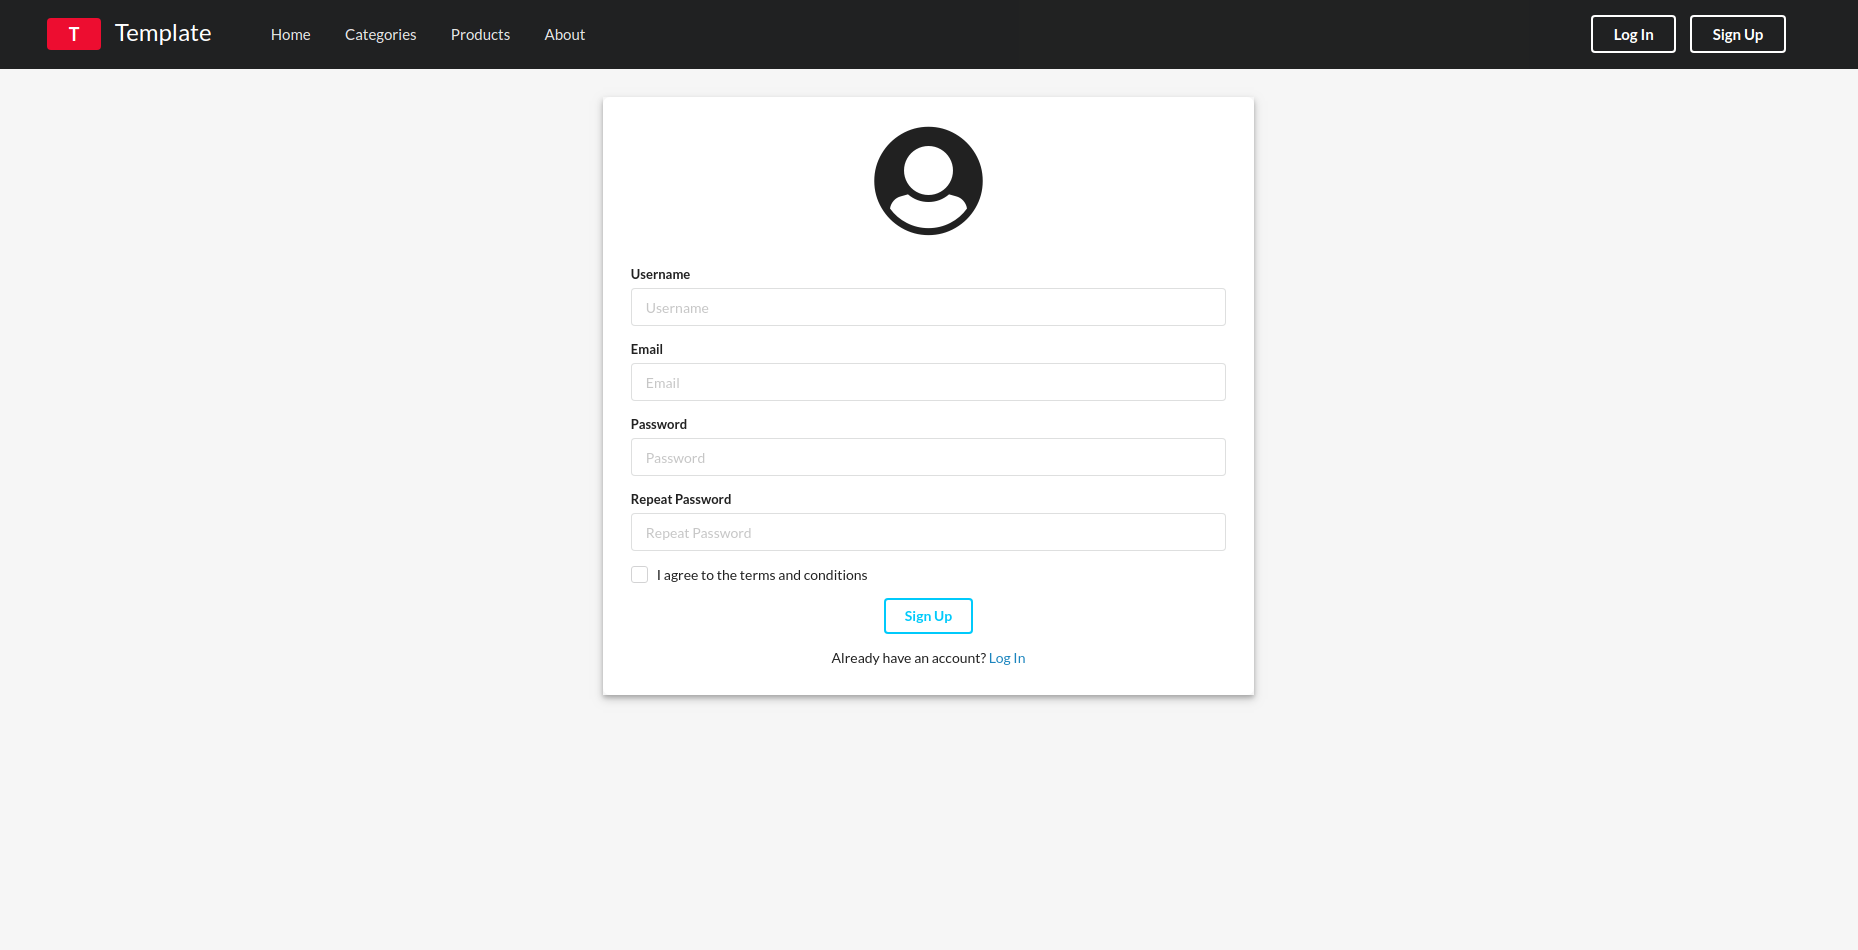 T Template Home Categories Products About Log In Sign Up
Username
Username
Email
Email
Password
Password
Repeat Password
Repeat Password
I agree to the terms and conditions
Sign Up
Already have an account? Log In